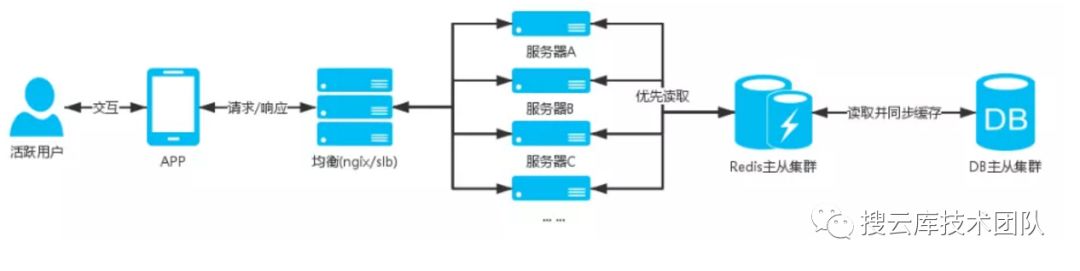 服务器A
服务器B
服务器C
... ...
优先读取
交互
请求/响应
读取并同步缓存
DB
活跃用户
APP
均衡(ngix/slb)
Redis主从集群
DB主从集群
搜云库技术团队